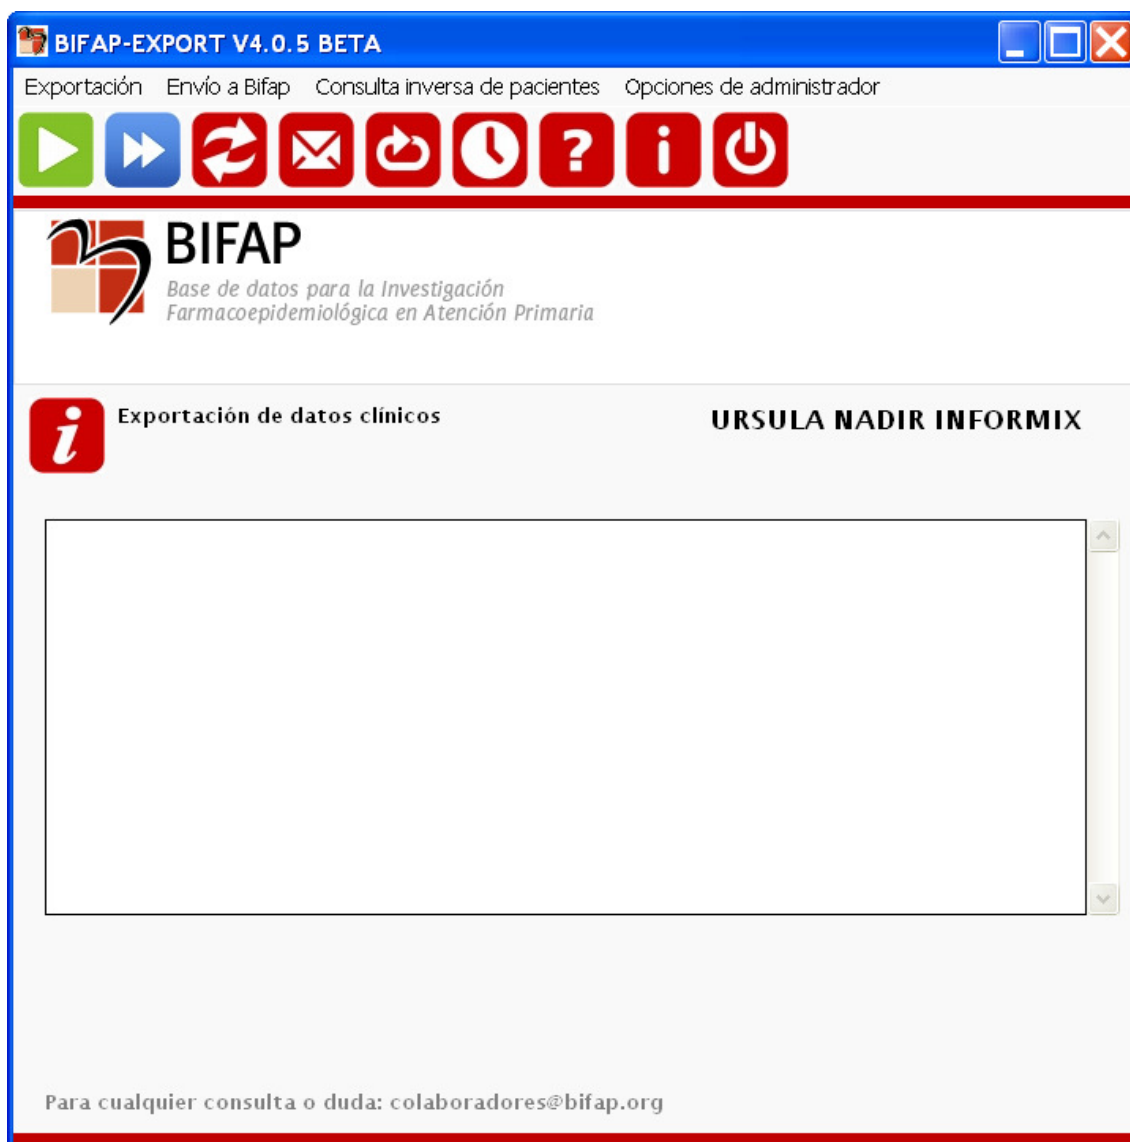 BIFAP-EXPORT V4.0.5 BETA
Exportación Envío a Bifap Consulta inversa de pacientes Opciones de administrador
BIFAP
Base de datos para la Investigación
Farmacoepidemiológica en Atención Primaria
Exportación de datos clínicos
URSULA NADIR INFORMIX
Para cualquier consulta o duda: colaboradores@bifap.org